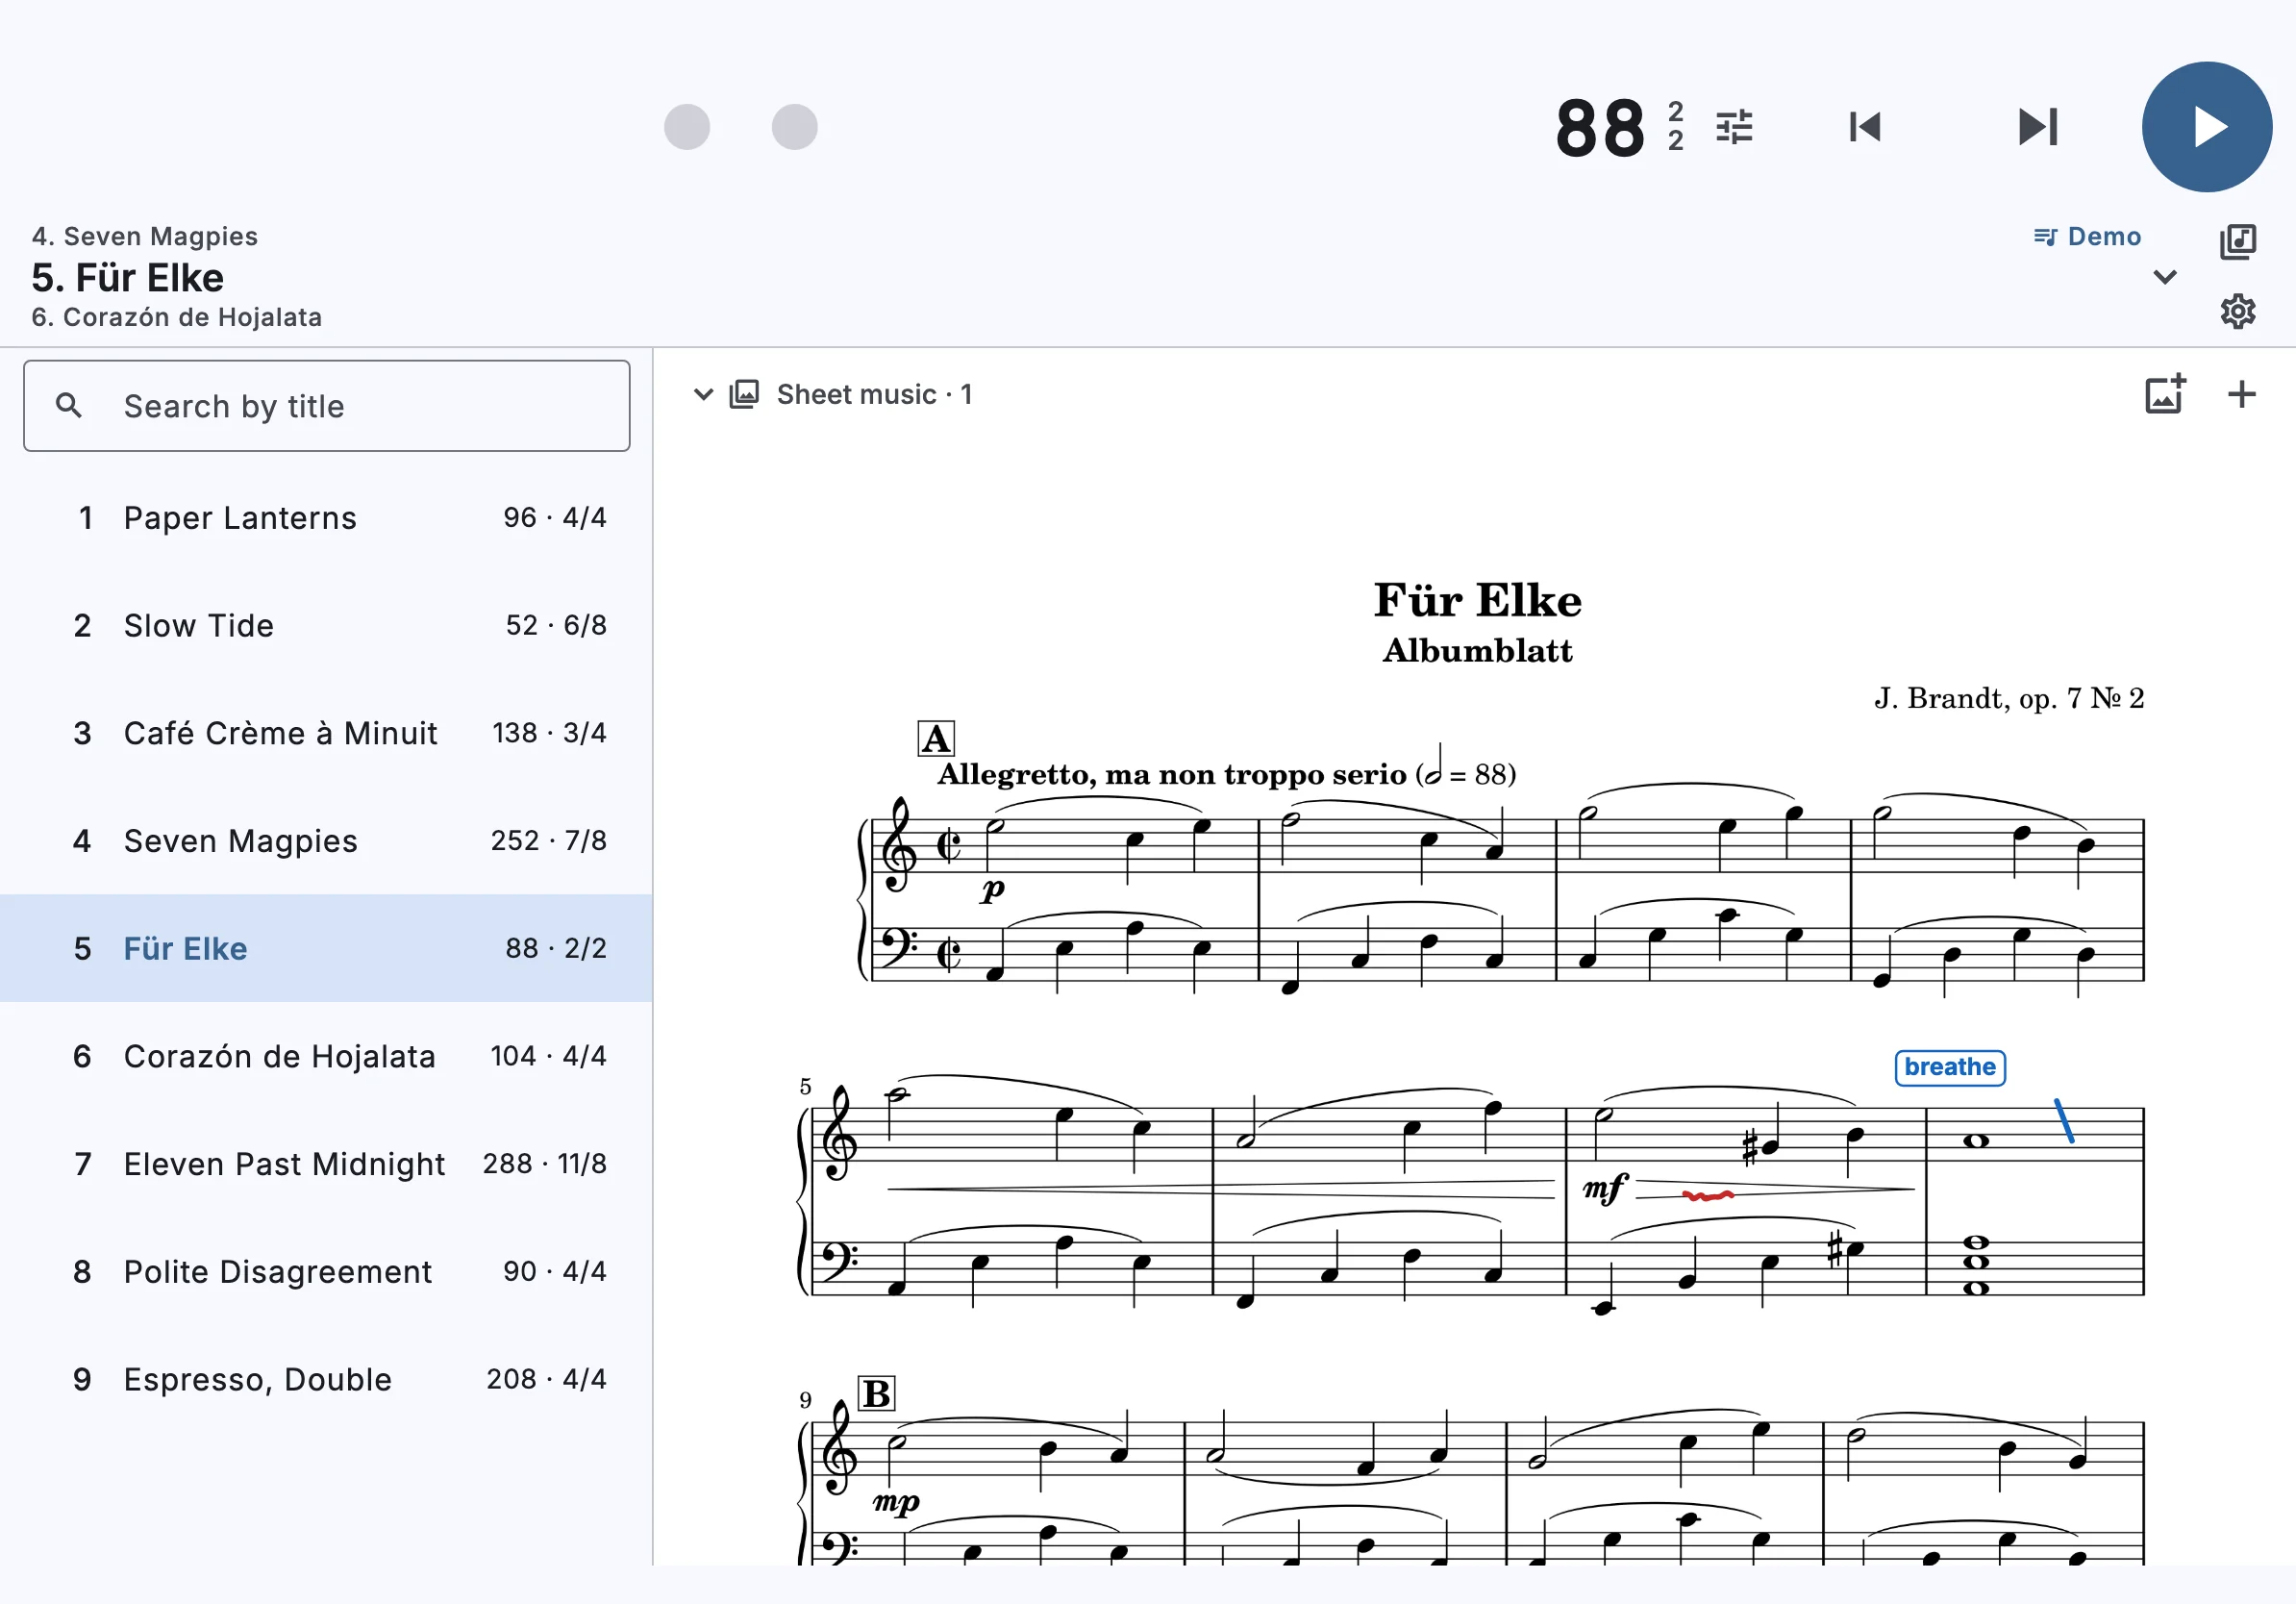 88 2
2
4. Seven Magpies
Demo
5. Für Elke
6. Corazón de Hojalata
Search by title
1 Paper Lanterns 96 · 4/4
2 Slow Tide 52 · 6/8
3 Café Crème à Minuit 138 · 3/4
4 Seven Magpies 252 · 7/8
5 Für Elke 88 · 2/2
6 Corazón de Hojalata 104 · 4/4
7 Eleven Past Midnight 288 · 11/8
8 Polite Disagreement 90 · 4/4
9 Espresso, Double 208 · 4/4
Sheet music · 1
Für Elke
Albumblatt
J. Brandt, op. 7 № 2
A
Allegretto, ma non troppo serio (𝅗𝅥 = 88)
p
breathe
5
mf
9 B
mp